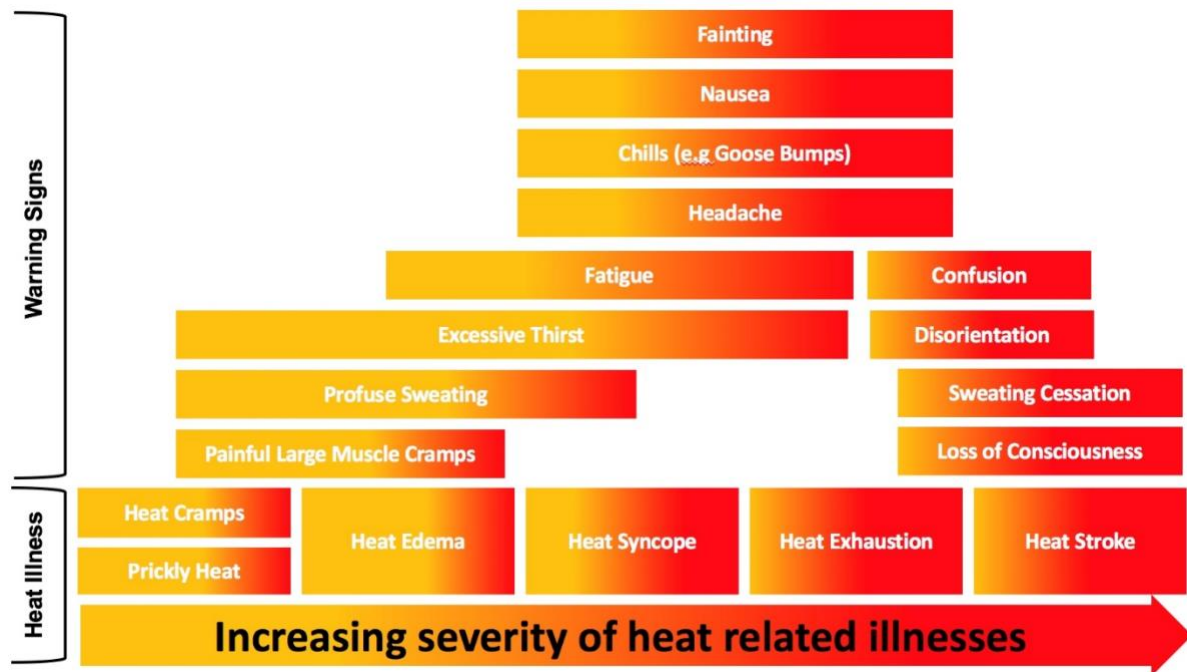 Warning Signs
Fainting
Nausea
Chills (e.g Goose Bumps)
Headache
Fatigue
Confusion
Excessive Thirst
Disorientation
Profuse Sweating
Sweating Cessation
Painful Large Muscle Cramps
Loss of Consciousness
Heat Illness
Heat Cramps
Prickly Heat
Heat Edema
Heat Syncope
Heat Exhaustion
Heat Stroke
Increasing severity of heat related illnesses